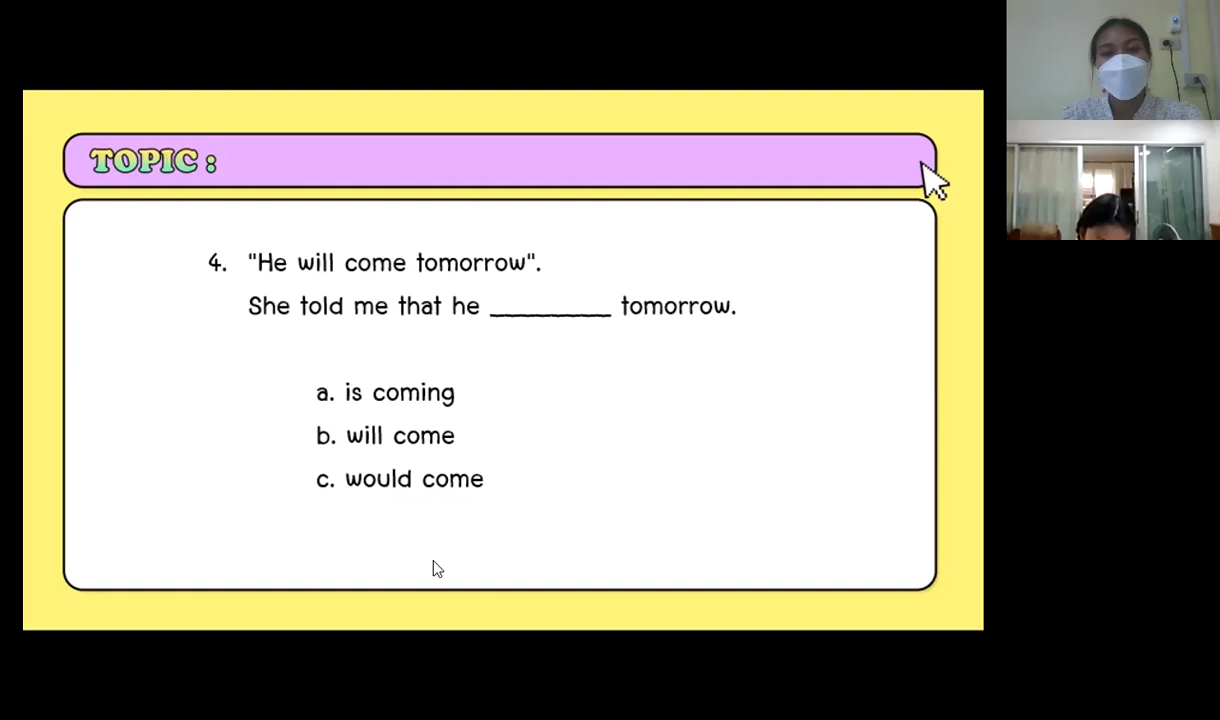 TOPIC :
4. "He will come tomorrow".
She told me that he __________ tomorrow.
a. is coming
b. will come
c. would come